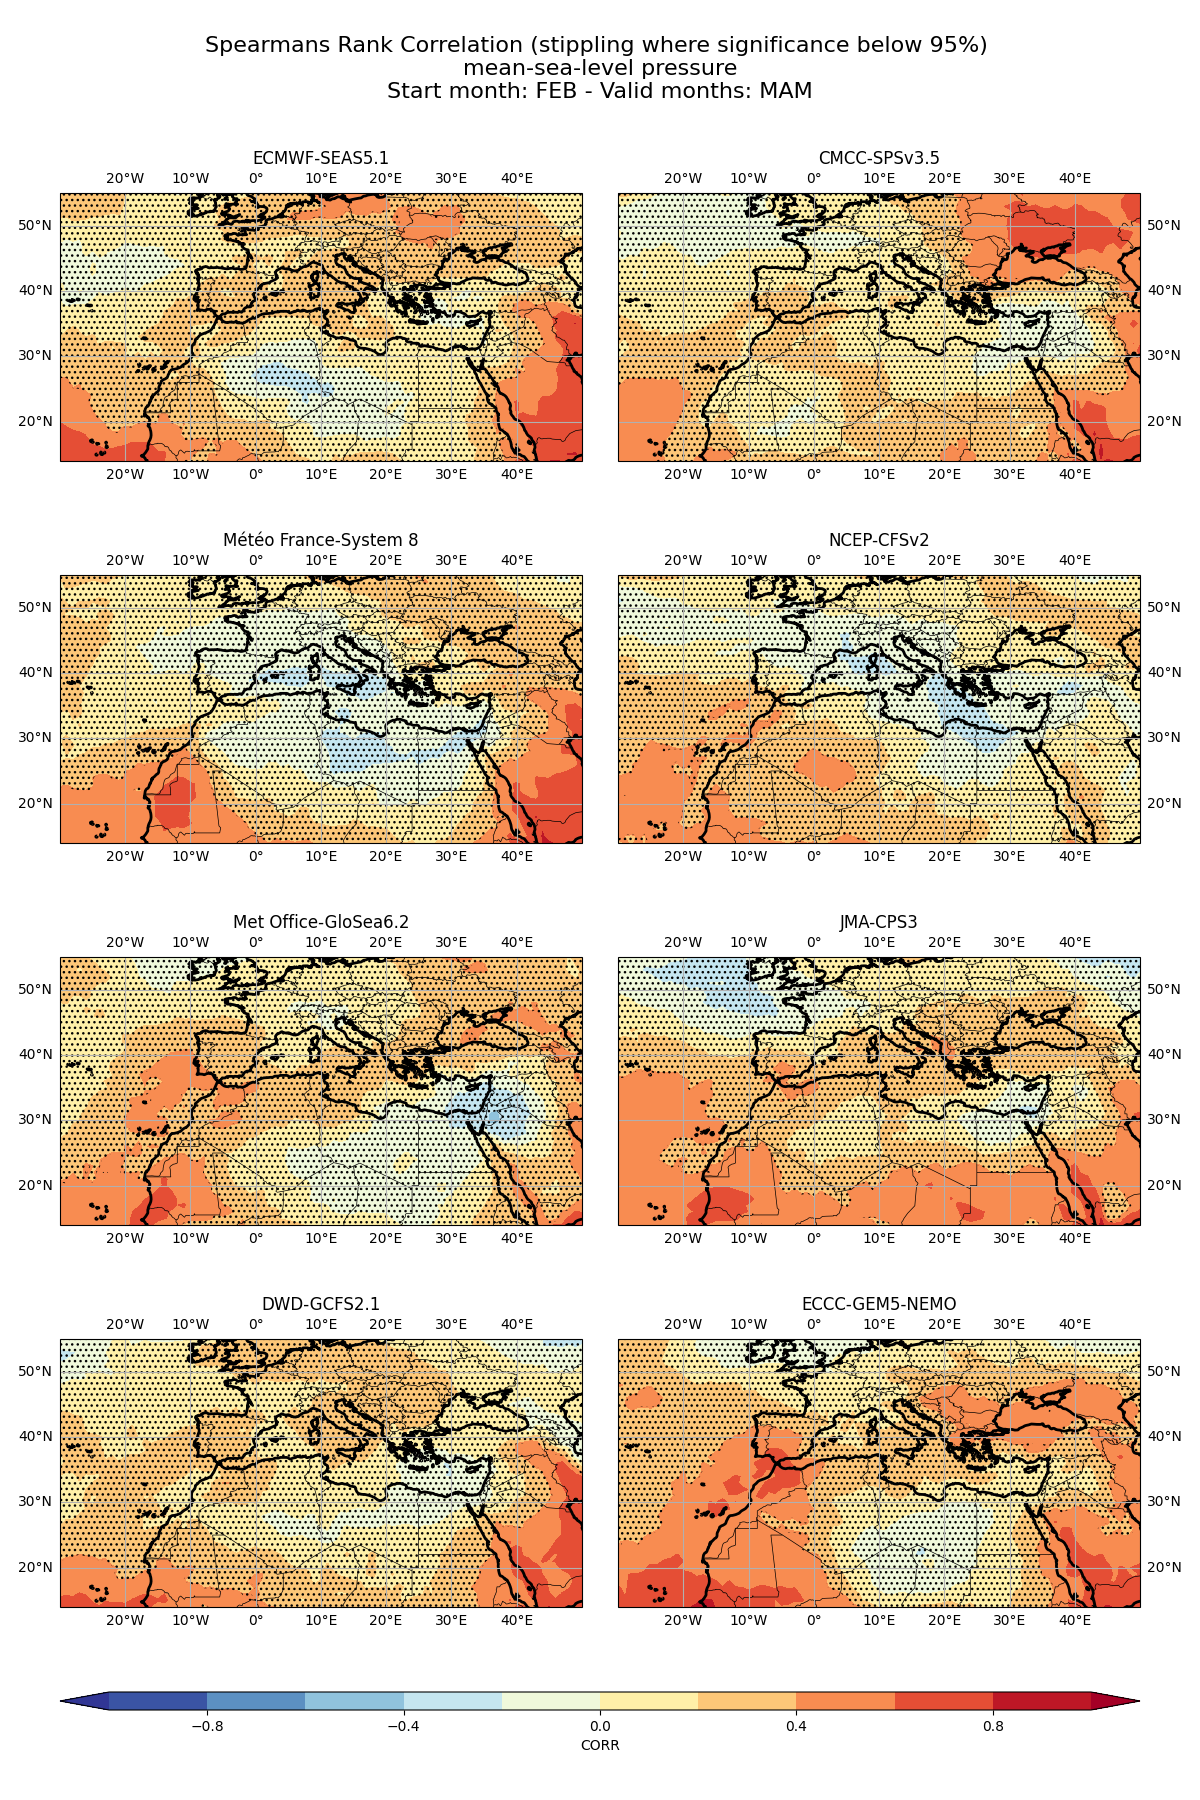 Spearmans Rank Correlation (stippling where significance below 95%)
mean-sea-level pressure
Start month: FEB - Valid months: MAM
ECMWF-SEAS5.1 CMCC-SPSv3.5
20°W 10°W 0° 10°E 20°E 30°E 40°E 20°W 10°W 0° 10°E 20°E 30°E 40°E
50°N 50°N
40°N 40°N
30°N 30°N
20°N 20°N
20°W 10°W 0° 10°E 20°E 30°E 40°E 20°W 10°W 0° 10°E 20°E 30°E 40°E
Météo France-System 8 NCEP-CFSv2
20°W 10°W 0° 10°E 20°E 30°E 40°E 20°W 10°W 0° 10°E 20°E 30°E 40°E
50°N 50°N
40°N 40°N
30°N 30°N
20°N 20°N
20°W 10°W 0° 10°E 20°E 30°E 40°E 20°W 10°W 0° 10°E 20°E 30°E 40°E
Met Office-GloSea6.2 JMA-CPS3
20°W 10°W 0° 10°E 20°E 30°E 40°E 20°W 10°W 0° 10°E 20°E 30°E 40°E
50°N 50°N
40°N 40°N
30°N 30°N
20°N 20°N
20°W 10°W 0° 10°E 20°E 30°E 40°E 20°W 10°W 0° 10°E 20°E 30°E 40°E
DWD-GCFS2.1 ECCC-GEM5-NEMO
20°W 10°W 0° 10°E 20°E 30°E 40°E 20°W 10°W 0° 10°E 20°E 30°E 40°E
50°N 50°N
40°N 40°N
30°N 30°N
20°N 20°N
20°W 10°W 0° 10°E 20°E 30°E 40°E 20°W 10°W 0° 10°E 20°E 30°E 40°E
−0.8 −0.4 0.0 0.4 0.8
CORR